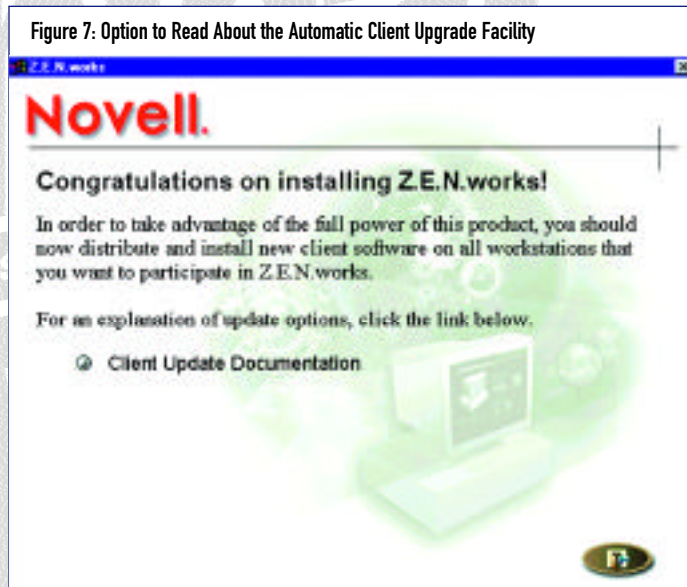 Figure 7: Option to Read About the Automatic Client Upgrade Facility
Z.E.N.works
Novell.
Congratulations on installing Z.E.N.works!
In order to take advantage of the full power of this product, you should
now distribute and install new client software on all workstations that
you want to participate in Z.E.N.works.
For an explanation of update options, click the link below.
Client Update Documentation